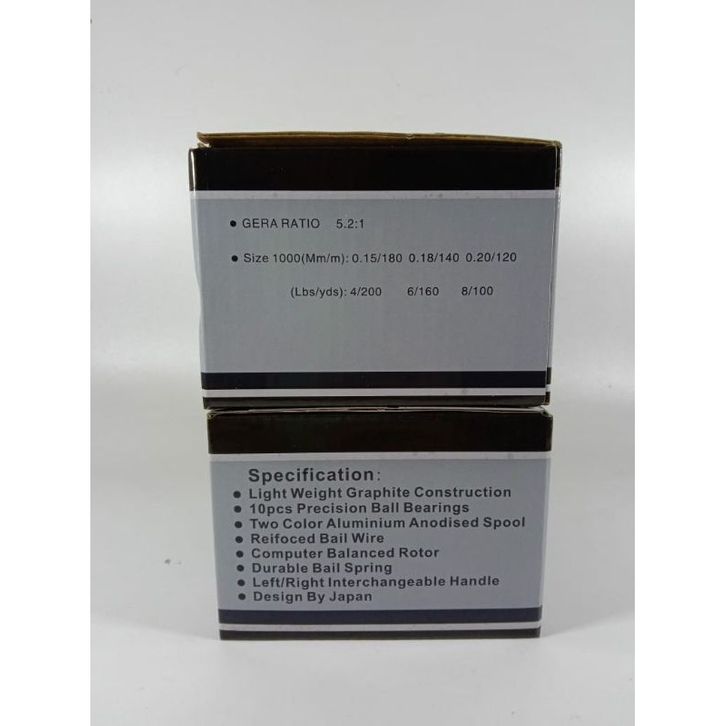 ● GERA RATIO 5.2:1
● Size 1000(Mm/m): 0.15/180 0.18/140 0.20/120
(Lbs/yds): 4/200 6/160 8/100
Specification:
● Light Weight Graphite Construction
● 10pcs Precision Ball Bearings
● Two Color Aluminium Anodised Spool
● Reifoced Bail Wire
● Computer Balanced Rotor
● Durable Bail Spring
● Left/Right Interchangeable Handle
● Design By Japan